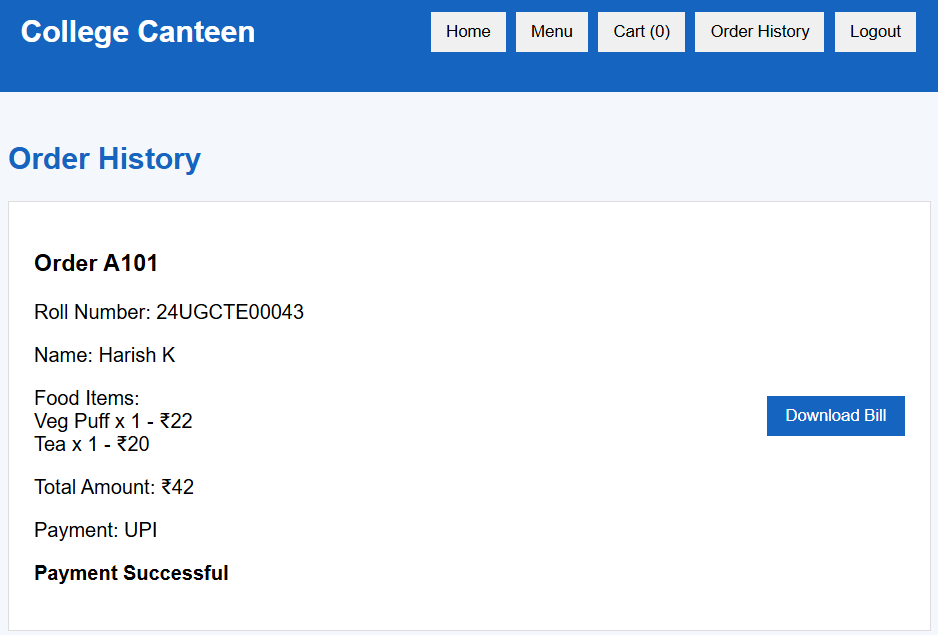 College Canteen
Home
Menu
Cart (0)
Order History
Logout
Order History
Order A101
Roll Number: 24UGCTE00043
Name: Harish K
Food Items:
Veg Puff x 1 - ₹22
Tea x 1 - ₹20
Download Bill
Total Amount: ₹42
Payment: UPI
Payment Successful